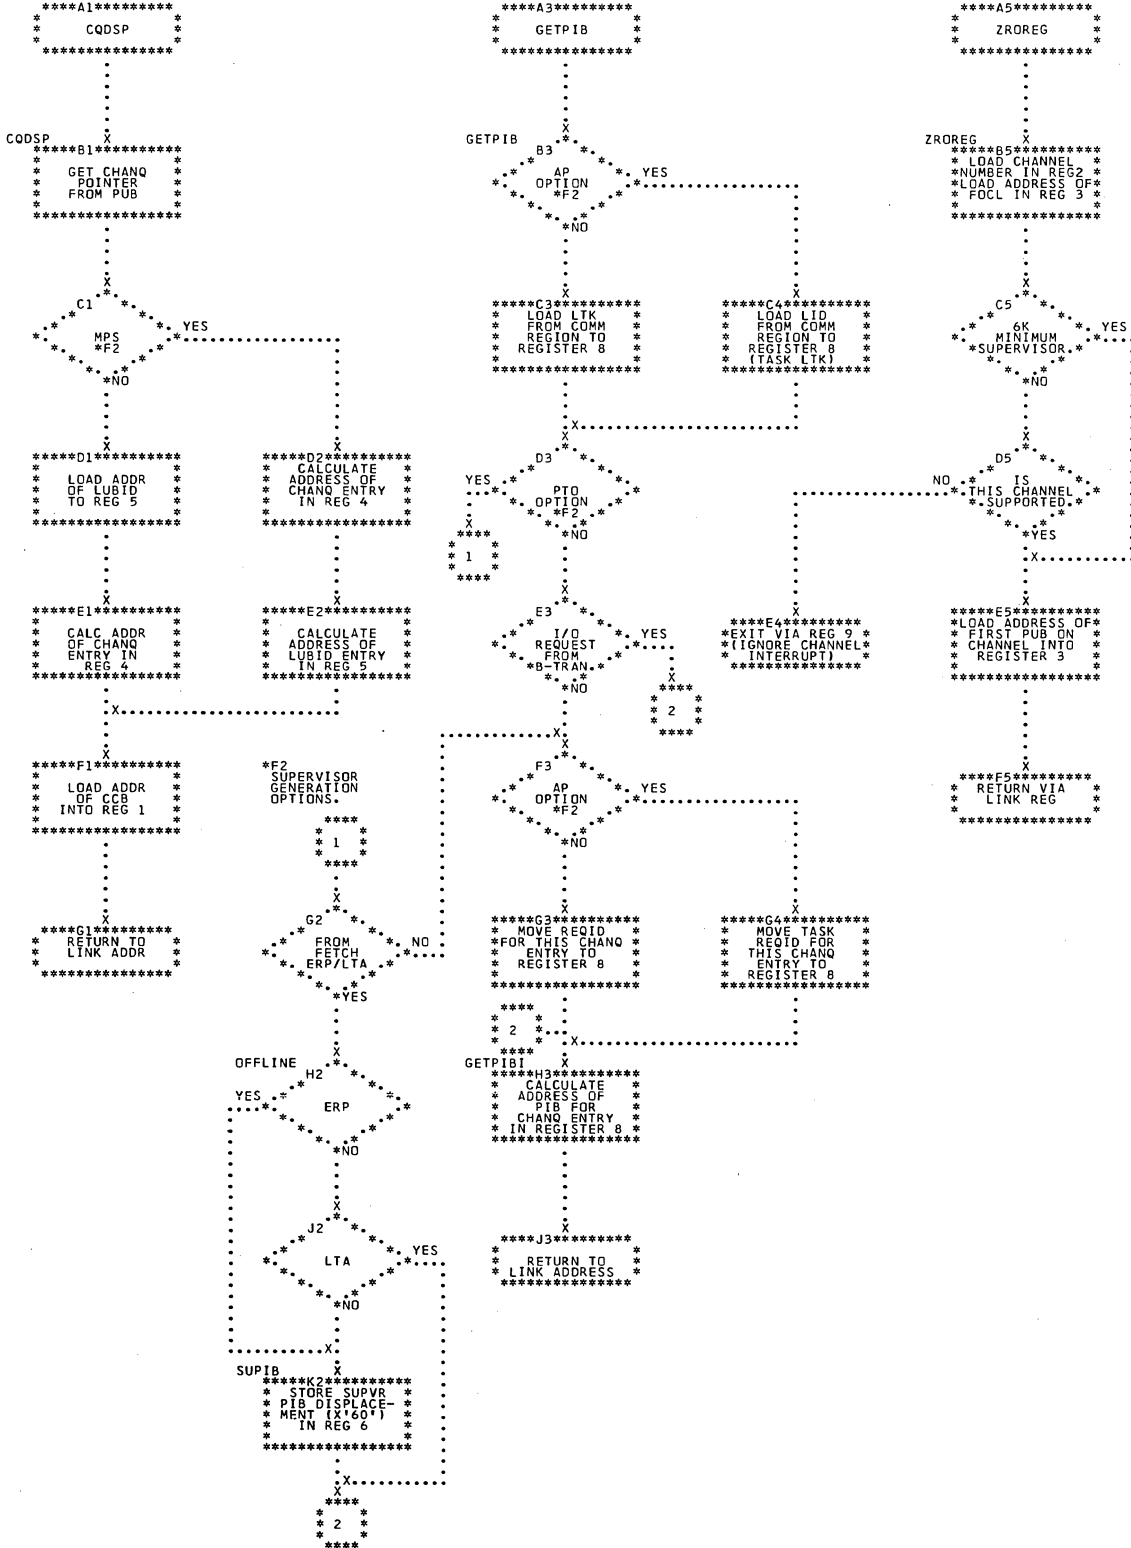 A1
CQDSP
CQDSP
B1
GET CHANQ
POINTER
FROM PUB
C1
MPS
*F2
YES
NO
D1
LOAD ADDR
OF LUBID
TO REG 5
D2
CALCULATE
ADDRESS OF
CHANQ ENTRY
IN REG 4
E1
CALC ADDR
OF CHANQ
ENTRY IN
REG 4
E2
CALCULATE
ADDRESS OF
LUBID ENTRY
IN REG 5
F1
LOAD ADDR
OF CCB
INTO REG 1
G1
RETURN TO
LINK ADDR
*F2
SUPERVISOR
GENERATION
OPTIONS.
1
G2
FROM
FETCH
ERP/LTA
NO
YES
OFFLINE
H2
ERP
YES
NO
J2
LTA
YES
NO
SUPIB
K2
STORE SUPVR
PIB DISPLACE-
MENT (X'60')
IN REG 6
2
A3
GETPIB
GETPIB
B3
AP
OPTION
*F2
YES
NO
C3
LOAD LTK
FROM COMM
REGION TO
REGISTER 8
C4
LOAD LID
FROM COMM
REGION TO
REGISTER 8
(TASK LTK)
D3
PTO
OPTION
*F2
YES
NO
1
E3
I/O
REQUEST
FROM
B-TRAN.
YES
NO
2
F3
AP
OPTION
*F2
YES
NO
G3
MOVE REQID
FOR THIS CHANQ
ENTRY TO
REGISTER 8
G4
MOVE TASK
REQID FOR
THIS CHANQ
ENTRY TO
REGISTER 8
2
GETPIBI
H3
CALCULATE
ADDRESS OF
PIB FOR
CHANQ ENTRY
IN REGISTER 8
J3
RETURN TO
LINK ADDRESS
A5
ZROREG
ZROREG
B5
LOAD CHANNEL
NUMBER IN REG2
LOAD ADDRESS OF
FOCL IN REG 3
C5
6K
MINIMUM
SUPERVISOR.
YES
NO
D5
IS
THIS CHANNEL
SUPPORTED.
NO
YES
E4
EXIT VIA REG 9
(IGNORE CHANNEL
INTERRUPT)
E5
LOAD ADDRESS OF
FIRST PUB ON
CHANNEL INTO
REGISTER 3
F5
RETURN VIA
LINK REG